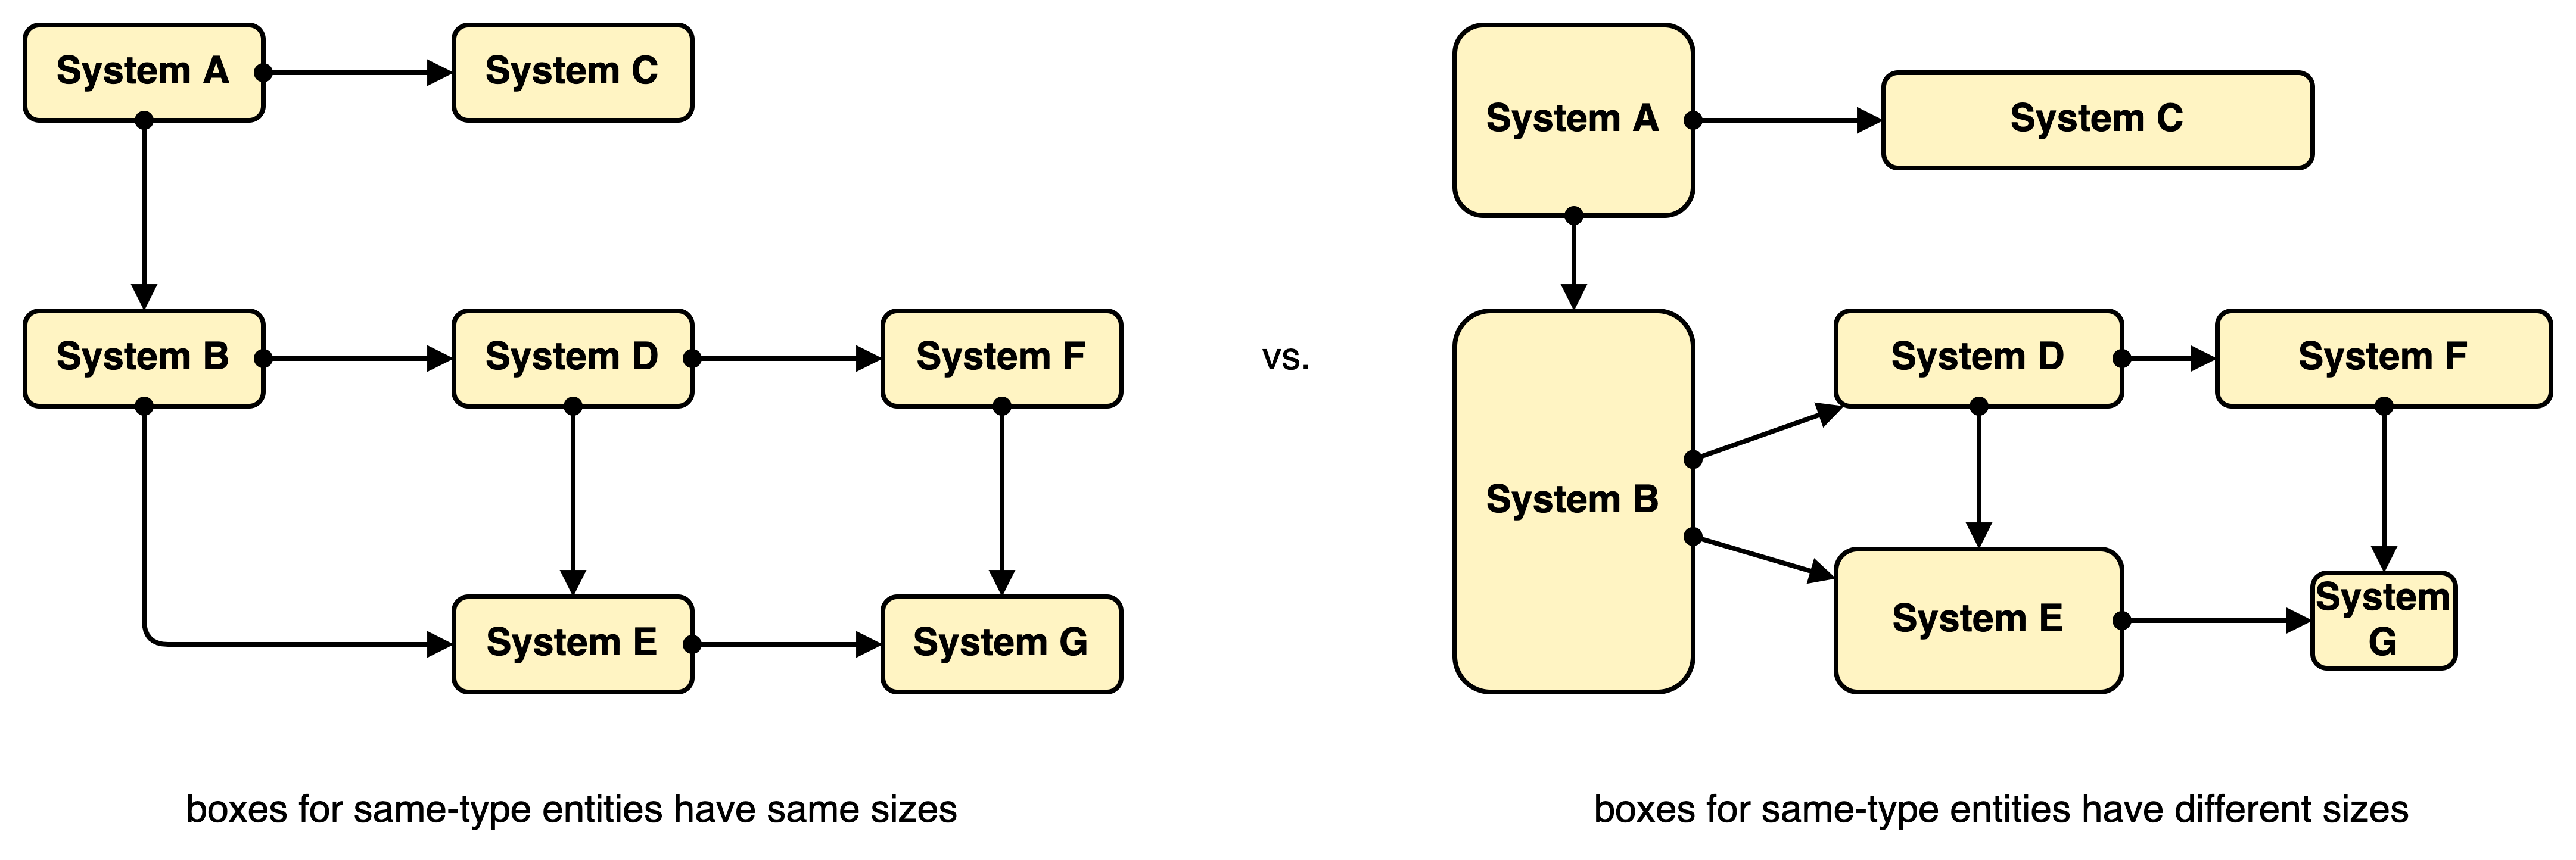 System A
System C
System B
System D
System F
System E
System G
boxes for same-type entities have same sizes
vs.
System A
System C
System B
System D
System F
System E
System
G
boxes for same-type entities have different sizes